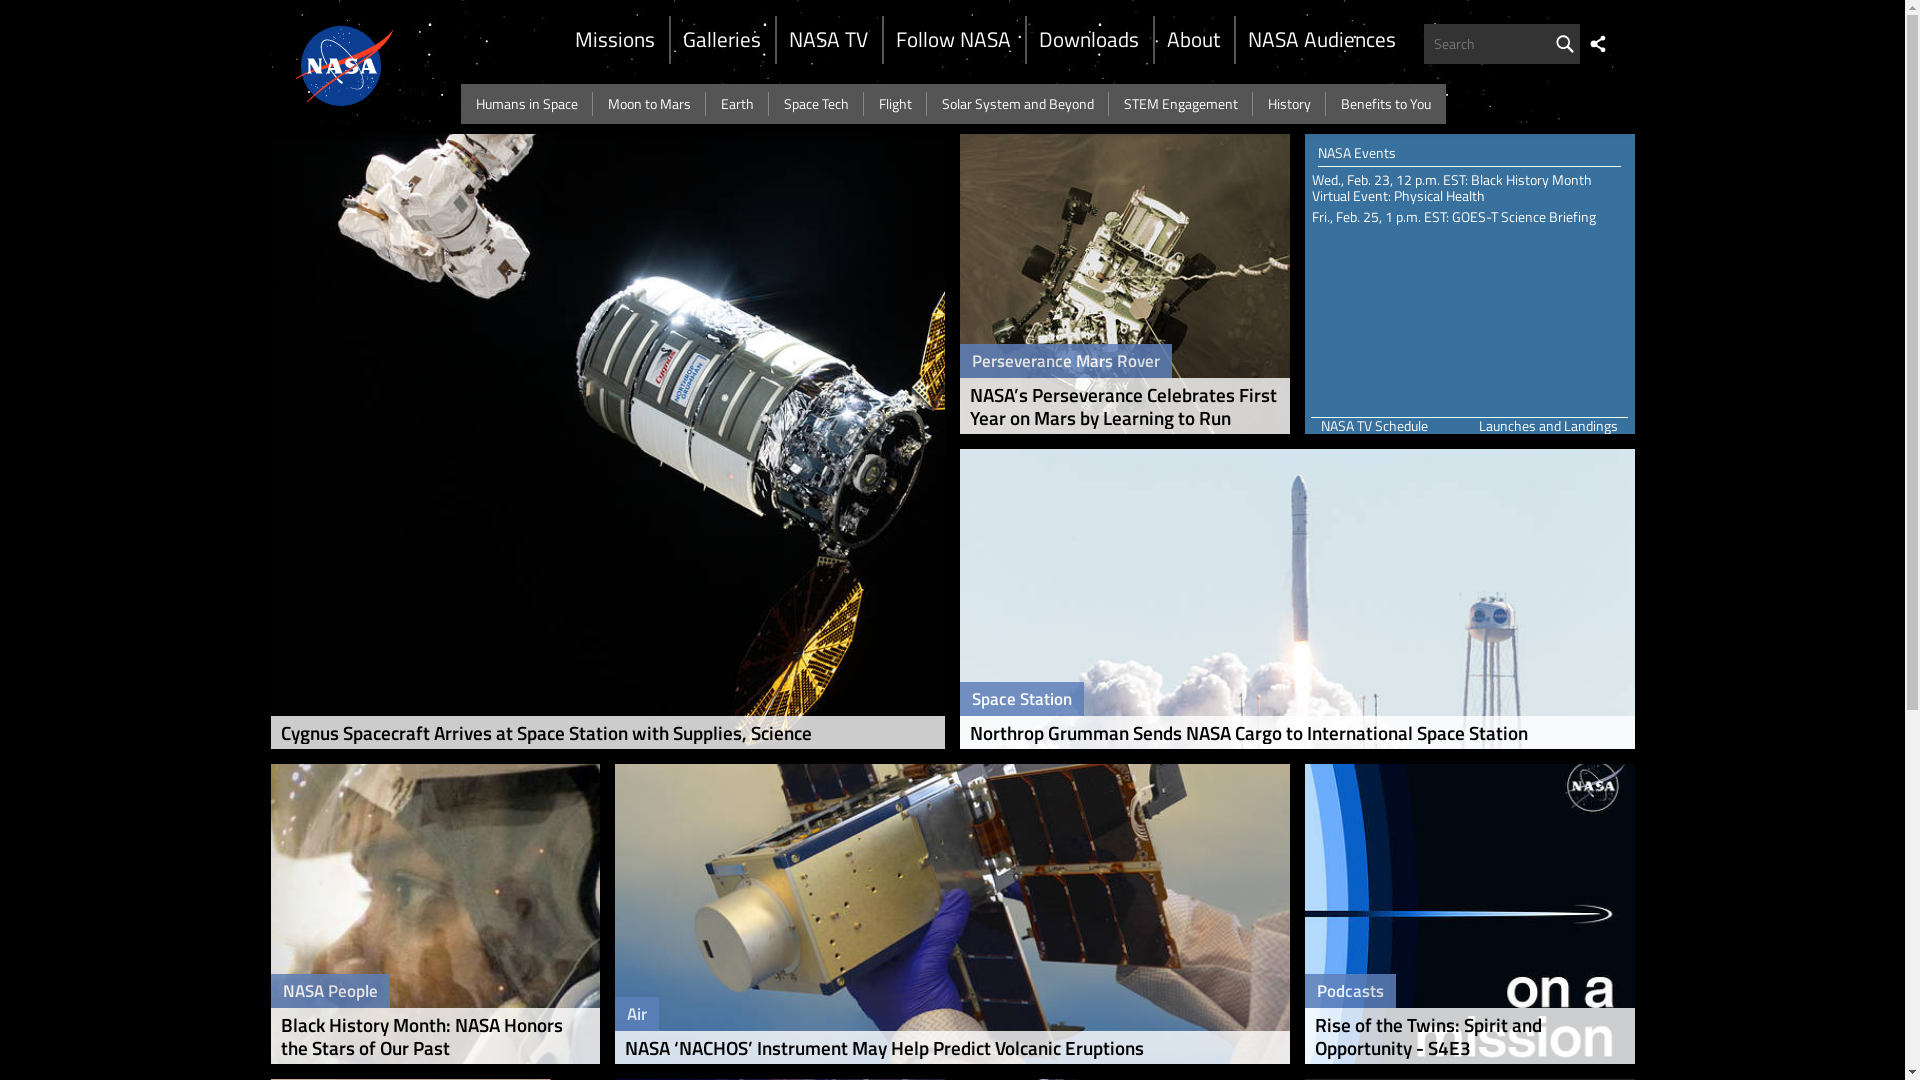 NASA
Missions
Galleries
NASA TV
Follow NASA
Downloads
About
NASA Audiences
Search
Humans in Space
Moon to Mars
Earth
Space Tech
Flight
Solar System and Beyond
STEM Engagement
History
Benefits to You
Cygnus
NORTHROP
GRUMMAN
Cygnus Spacecraft Arrives at Space Station with Supplies, Science
Perseverance Mars Rover
NASA’s Perseverance Celebrates First
Year on Mars by Learning to Run
NASA Events
Wed., Feb. 23, 12 p.m. EST: Black History Month
Virtual Event: Physical Health
Fri., Feb. 25, 1 p.m. EST: GOES-T Science Briefing
NASA TV Schedule
Launches and Landings
Space Station
Northrop Grumman Sends NASA Cargo to International Space Station
NASA People
Black History Month: NASA Honors
the Stars of Our Past
Air
NASA ‘NACHOS’ Instrument May Help Predict Volcanic Eruptions
NASA
on a
mission
Podcasts
Rise of the Twins: Spirit and
Opportunity - S4E3